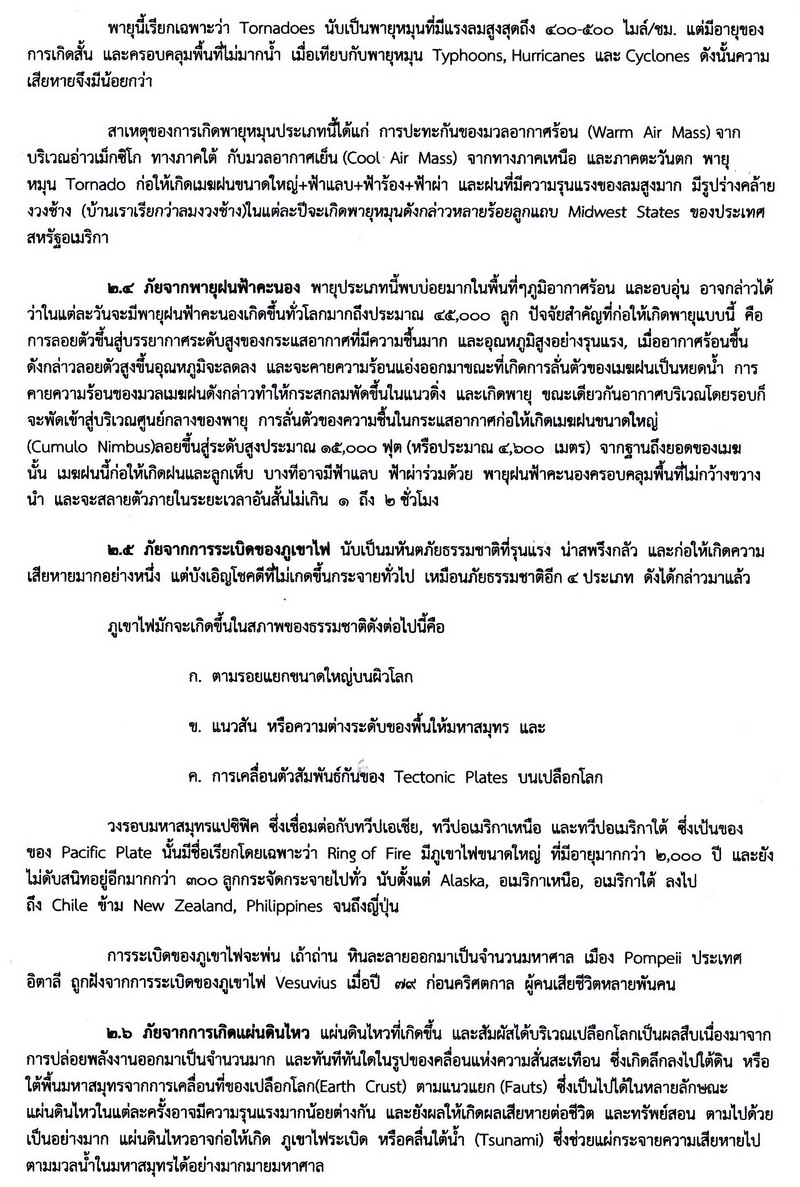 พายุนี้เรียกเฉพาะว่า Tornadoes นับเป็นพายุหมุนที่มีแรงลมสูงสุดถึง ๔๐๐-๕๐๐ ไมล์/ชม. แต่มีอายุของ
การเกิดสั้น และครอบคลุมพื้นที่ไม่มากน้ำ เมื่อเทียบกับพายุหมุน Typhoons, Hurricanes และ Cyclones ดังนั้นความ
เสียหายจึงมีน้อยกว่า
สาเหตุของการเกิดพายุหมุนประเภทนี้ได้แก่ การปะทะกันของมวลอากาศร้อน (Warm Air Mass) จาก
บริเวณอ่าวเม็กซิโก ทางภาคใต้ กับมวลอากาศเย็น (Cool Air Mass) จากทางภาคเหนือ และภาคตะวันตก พายุ
หมุน Tornado ก่อให้เกิดเมฆฝนขนาดใหญ่+ฟ้าแลบ+ฟ้าร้อง+ฟ้าผ่า และฝนที่มีความรุนแรงของลมสูงมาก มีรูปร่างคล้าย
งวงช้าง (บ้านเราเรียกว่าลมงวงช้าง)ในแต่ละปีจะเกิดพายุหมุนดังกล่าวหลายร้อยลูกแถบ Midwest States ของประเทศ
สหรัฐอเมริกา
๒.๔ ภัยจากพายุฝนฟ้าคะนอง พายุประเภทนี้พบบ่อยมากในพื้นที่ๆภูมิอากาศร้อน และอบอุ่น อาจกล่าวได้
ว่าในแต่ละวันจะมีพายุฝนฟ้าคะนองเกิดขึ้นทั่วโลกมากถึงประมาณ ๔๕,๐๐๐ ลูก ปัจจัยสำคัญที่ก่อให้เกิดพายุแบบนี้ คือ
การลอยตัวขึ้นสู่บรรยากาศระดับสูงของกระแสอากาศที่มีความชื้นมาก และอุณหภูมิสูงอย่างรุนแรง, เมื่ออากาศร้อนชื้น
ดังกล่าวลอยตัวสูงขึ้นอุณหภูมิจะลดลง และจะคายความร้อนแอ่งออกมาขณะที่เกิดการลั่นตัวของเมฆฝนเป็นหยดน้ำ การ
คายความร้อนของมวลเมฆฝนดังกล่าวทำให้กระสกลมพัดขึ้นในแนวดิ่ง และเกิดพายุ ขณะเดียวกันอากาศบริเวณโดยรอบก็
จะพัดเข้าสู่บริเวณศูนย์กลางของพายุ การลั่นตัวของความชื้นในกระแสอากาศก่อให้เกิดเมฆฝนขนาดใหญ่
(Cumulo Nimbus)ลอยขึ้นสู่ระดับสูงประมาณ ๑๕,๐๐๐ ฟุต (หรือประมาณ ๔,๖๐๐ เมตร) จากฐานถึงยอดของเมฆ
นั้น เมฆฝนนี้ก่อให้เกิดฝนและลูกเห็บ บางทีอาจมีฟ้าแลบ ฟ้าผ่าร่วมด้วย พายุฝนฟ้าคะนองครอบคลุมพื้นที่ไม่กว้างขวาง
นำ และจะสลายตัวภายในระยะเวลาอันสั้นไม่เกิน ๑ ถึง ๒ ชั่วโมง
๒.๕ ภัยจากการระเบิดของภูเขาไฟ นับเป็นมหันตภัยธรรมชาติที่รุนแรง น่าสพรึงกลัว และก่อให้เกิดความ
เสียหายมากอย่างหนึ่ง แต่บังเอิญโชคดีที่ไม่เกดขึ้นกระจายทั่วไป เหมือนภัยธรรมชาติอีก ๔ ประเภท ดังได้กล่าวมาแล้ว
ภูเขาไฟมักจะเกิดขึ้นในสภาพของธรรมชาติดังต่อไปนี้คือ
ก. ตามรอยแยกขนาดใหญ่บนผิวโลก
ข. แนวสัน หรือความต่างระดับของพื้นให้มหาสมุทร และ
ค. การเคลื่อนตัวสัมพันธ์กันของ Tectonic Plates บนเปลือกโลก
วงรอบมหาสมุทรแปซิฟิค ซึ่งเชื่อมต่อกับทวีปเอเชีย, ทวีปอเมริกาเหนือ และทวีปอเมริกาใต้ ซึ่งเป็นของ
ของ Pacific Plate นั้นมีชื่อเรียกโดยเฉพาะว่า Ring of Fire มีภูเขาไฟขนาดใหญ่ ที่มีอายุมากกว่า ๒,๐๐๐ ปี และยัง
ไม่ดับสนิทอยู่อีกมากกว่า ๓๐๐ ลูกกระจัดกระจายไปทั่ว นับตั้งแต่ Alaska, อเมริกาเหนือ, อเมริกาใต้ ลงไป
ถึง Chile ข้าม New Zealand, Philippines จนถึงญี่ปุ่น
การระเบิดของภูเขาไฟจะพ่น เถ้าถ่าน หินละลายออกมาเป็นจำนวนมหาศาล เมือง Pompeii ประเทศ
อิตาลี ถูกฝังจากการระเบิดของภูเขาไฟ Vesuvius เมื่อปี ๗๙ ก่อนคริศตกาล ผู้คนเสียชีวิตหลายพันคน
๒.๖ ภัยจากการเกิดแผ่นดินไหว แผ่นดินไหวที่เกิดขึ้น และสัมผัสได้บริเวณเปลือกโลกเป็นผลสืบเนื่องมาจาก
การปล่อยพลังงานออกมาเป็นจำนวนมาก และทันทีทันใดในรูปของคลื่อนแห่งความสั่นสะเทือน ซึ่งเกิดลึกลงไปใต้ดิน หรือ
ใต้พื้นมหาสมุทรจากการเคลื่อนที่ของเปลือกโลก(Earth Crust) ตามแนวแยก (Fauts) ซึ่งเป็นไปได้ในหลายลักษณะ
แผ่นดินไหวในแต่ละครั้งอาจมีความรุนแรงมากน้อยต่างกัน และยังผลให้เกิดผลเสียหายต่อชีวิต และทรัพย์สอน ตามไปด้วย
เป็นอย่างมาก แผ่นดินไหวอาจก่อให้เกิด ภูเขาไฟระเบิด หรือคลื่นใต้น้ำ (Tsunami) ซึ่งช่วยแผ่กระจายความเสียหายไป
ตามมวลน้ำในมหาสมุทรได้อย่างมากมายมหาศาล